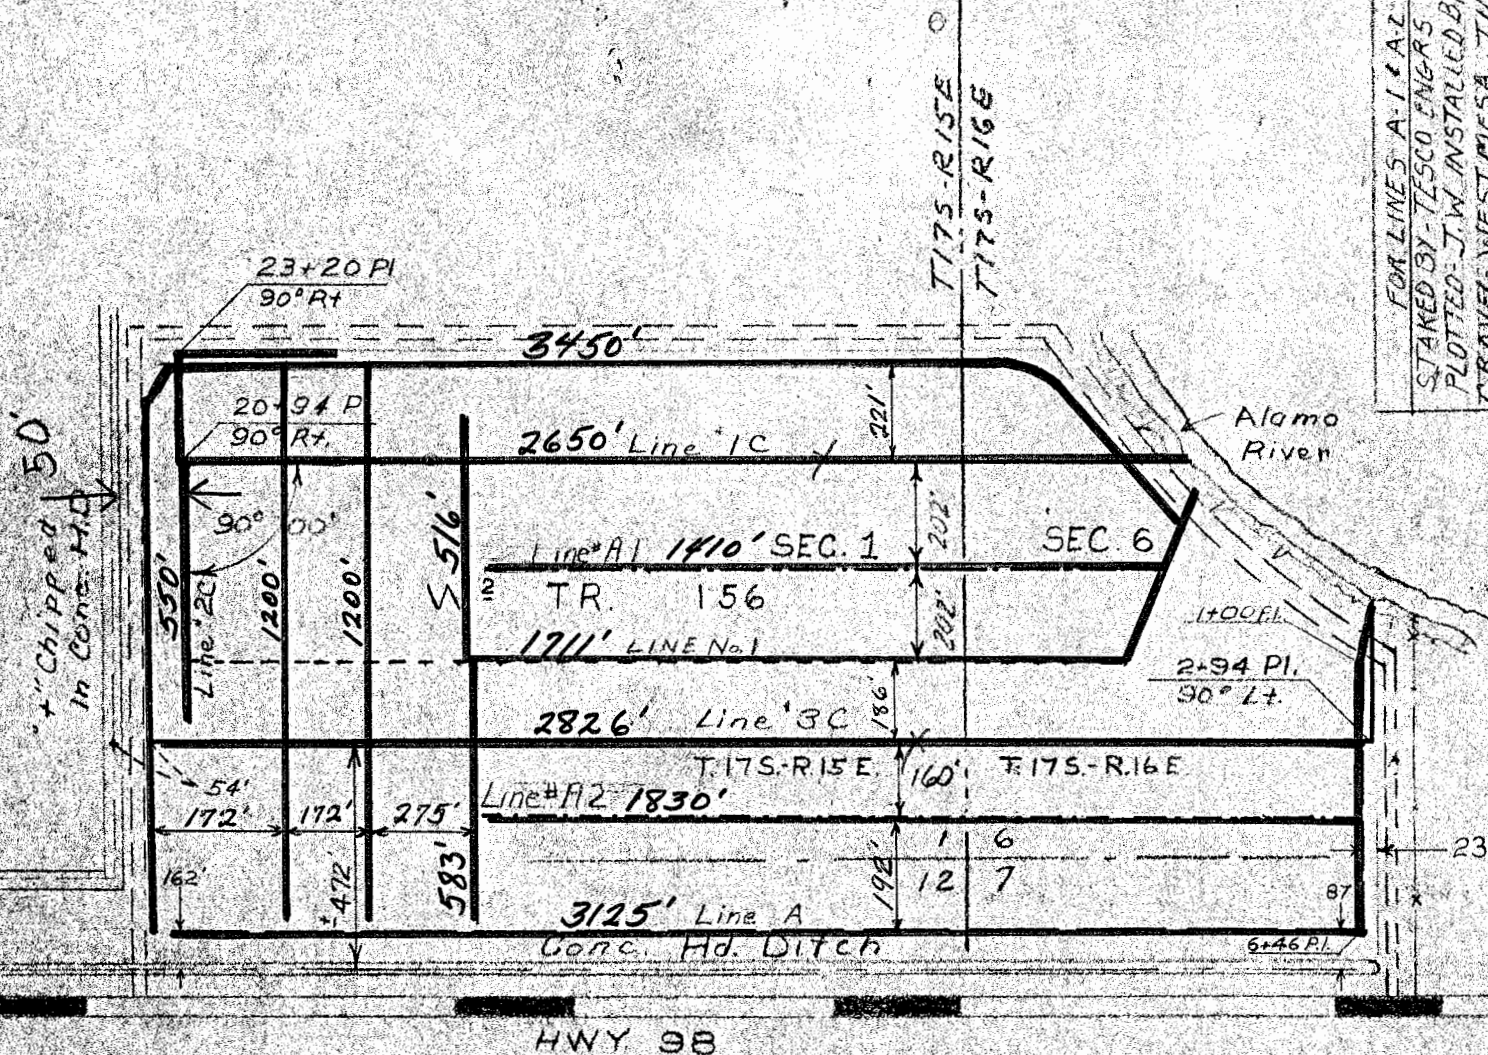 T17S-R15E
T17S-R16E
FOR LINES A-1 & A-2
STAKED BY-TESCO ENGRS
PLOTTED-J.W. INSTALLED
23+20 PI
90° Rt
3450'
20+94 P
90° Rt.
2650' Line #1C
221'
Alamo
River
50'
"+" Chipped
In Conc. H.D
90° 00'
550'
Line #2C
1200'
1200'
Σ 516'
Line #A1 1410' SEC. 1
202'
SEC. 6
2
TR. 156
202'
1711' LINE No. 1
1+00 P.I.
2+94 PI.
90° Lt.
2826' Line #3C
186'
T.17S.-R.15E.
160'
T.17S.-R.16E
54'
172'
172'
275'
Line #A2 1830'
162'
±472'
583'
192'
1
6
12
7
23
87
3125' Line A
Conc. Hd. Ditch
6+46 P.I.
HWY 98